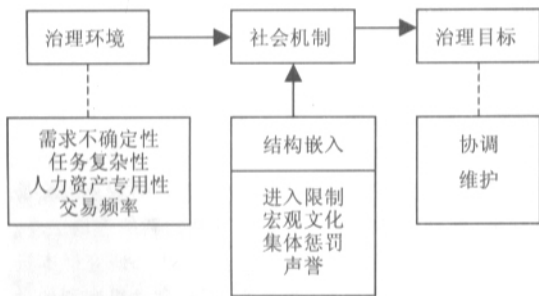 治理环境
社会机制
治理目标
需求不确定性
任务复杂性
人力资产专用性
交易频率
结构嵌入
进入限制
宏观文化
集体惩罚
声誉
协调
维护